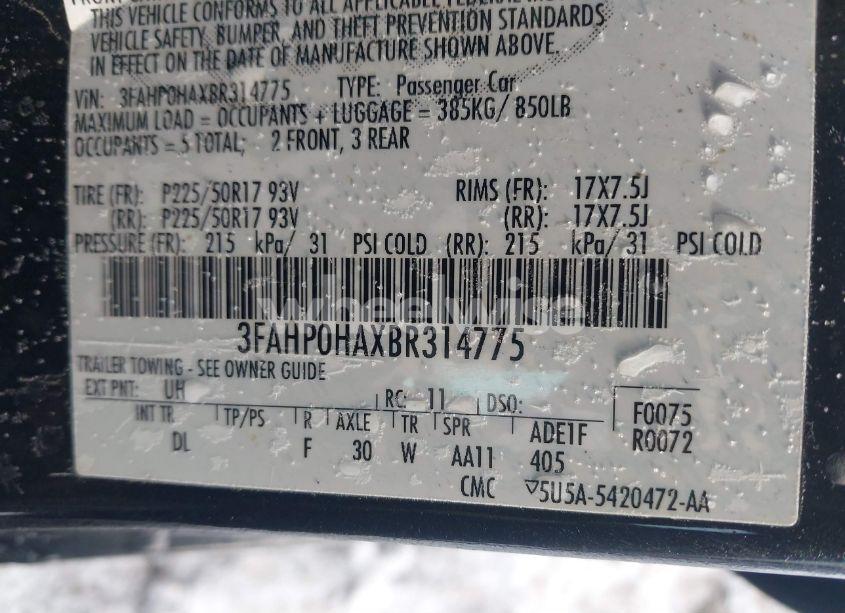 THIS VEHICLE CONFORMS TO ALL APPLICABLE FEDERAL
VEHICLE SAFETY, BUMPER, AND THEFT PREVENTION STANDARDS
IN EFFECT ON THE DATE OF MANUFACTURE SHOWN ABOVE.
VIN: 3FAHP0HAXBR314775 TYPE: Passenger Car
MAXIMUM LOAD = OCCUPANTS + LUGGAGE = 385KG/ 850LB
OCCUPANTS = 5 TOTAL; 2 FRONT, 3 REAR
TIRE (FR): P225/50R17 93V RIMS (FR): 17X7.5J
(RR): P225/50R17 93V (RR): 17X7.5J
PRESSURE (FR): 215 kPa/ 31 PSI COLD (RR): 215 kPa/ 31 PSI COLD
wheelwise
3FAHP0HAXBR314775
TRAILER TOWING - SEE OWNER GUIDE
EXT PNT: UH RC: 11 DSO: F0075
INT TR TP/PS R AXLE TR SPR ADE1F R0072
DL F 30 W AA11 405
CMC ▽5U5A-5420472-AA